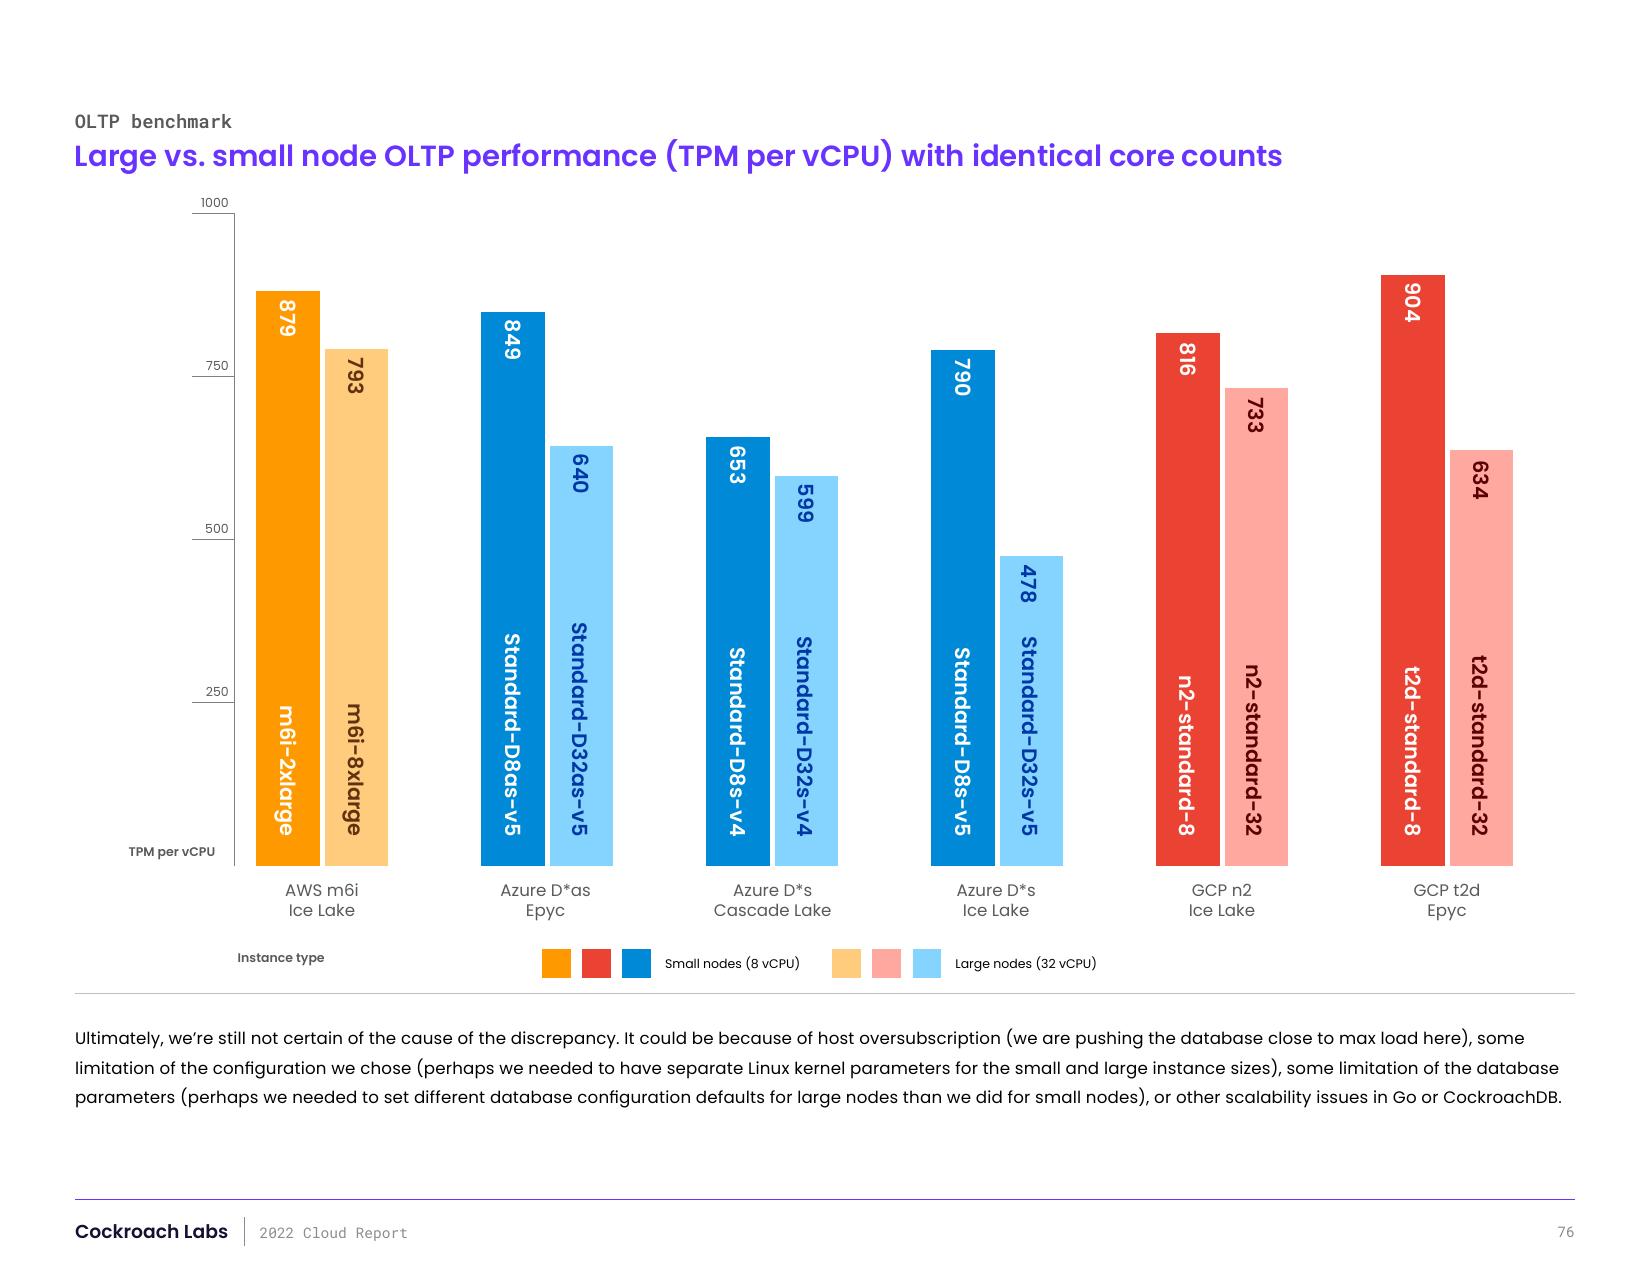 OLTP benchmark
Large vs. small node OLTP performance (TPM per vCPU) with identical core counts
1000
750
500
250
TPM per vCPU
879
m6i-2xlarge
793
m6i-8xlarge
849
Standard-D8as-v5
640
Standard-D32as-v5
653
Standard-D8s-v4
599
Standard-D32s-v4
790
Standard-D8s-v5
478
Standard-D32s-v5
816
n2-standard-8
733
n2-standard-32
904
t2d-standard-8
634
t2d-standard-32
AWS m6i
Ice Lake
Azure D*as
Epyc
Azure D*s
Cascade Lake
Azure D*s
Ice Lake
GCP n2
Ice Lake
GCP t2d
Epyc
Instance type
Small nodes (8 vCPU)
Large nodes (32 vCPU)
Ultimately, we’re still not certain of the cause of the discrepancy. It could be because of host oversubscription (we are pushing the database close to max load here), some
limitation of the configuration we chose (perhaps we needed to have separate Linux kernel parameters for the small and large instance sizes), some limitation of the database
parameters (perhaps we needed to set different database configuration defaults for large nodes than we did for small nodes), or other scalability issues in Go or CockroachDB.
Cockroach Labs
2022 Cloud Report
76